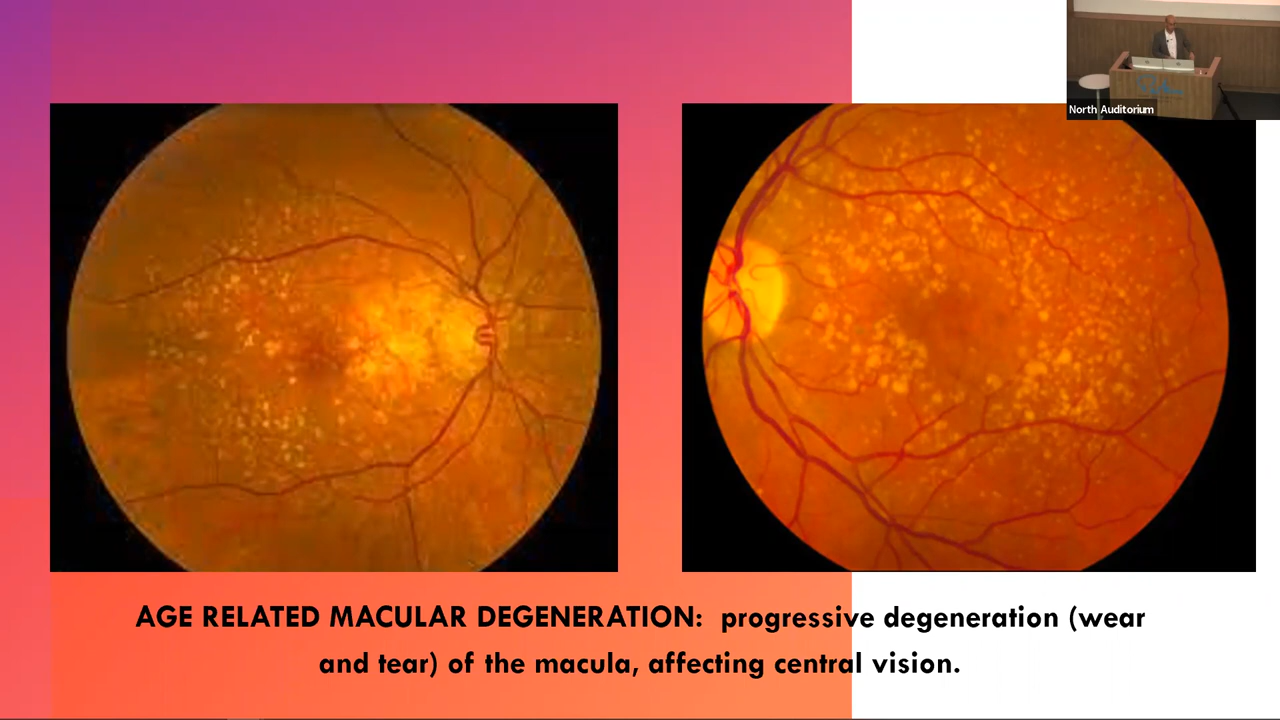 North Auditorium
AGE RELATED MACULAR DEGENERATION: progressive degeneration (wear
and tear) of the macula, affecting central vision.